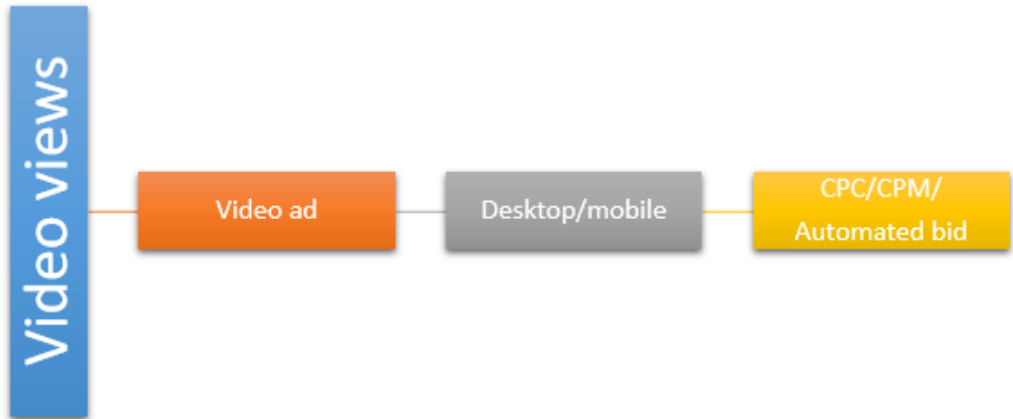 Video views
Video ad
Desktop/mobile
CPC/CPM/
Automated bid